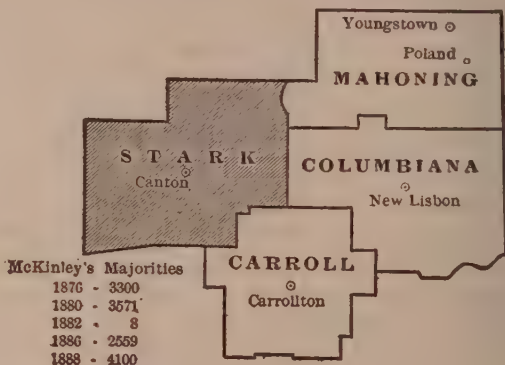 Youngstown
Poland
MAHONING
STARK
Canton
COLUMBIANA
New Lisbon
CARROLL
Carrollton
McKinley's Majorities
1876 - 3300
1880 - 3571
1882 - 8
1886 - 2559
1888 - 4100